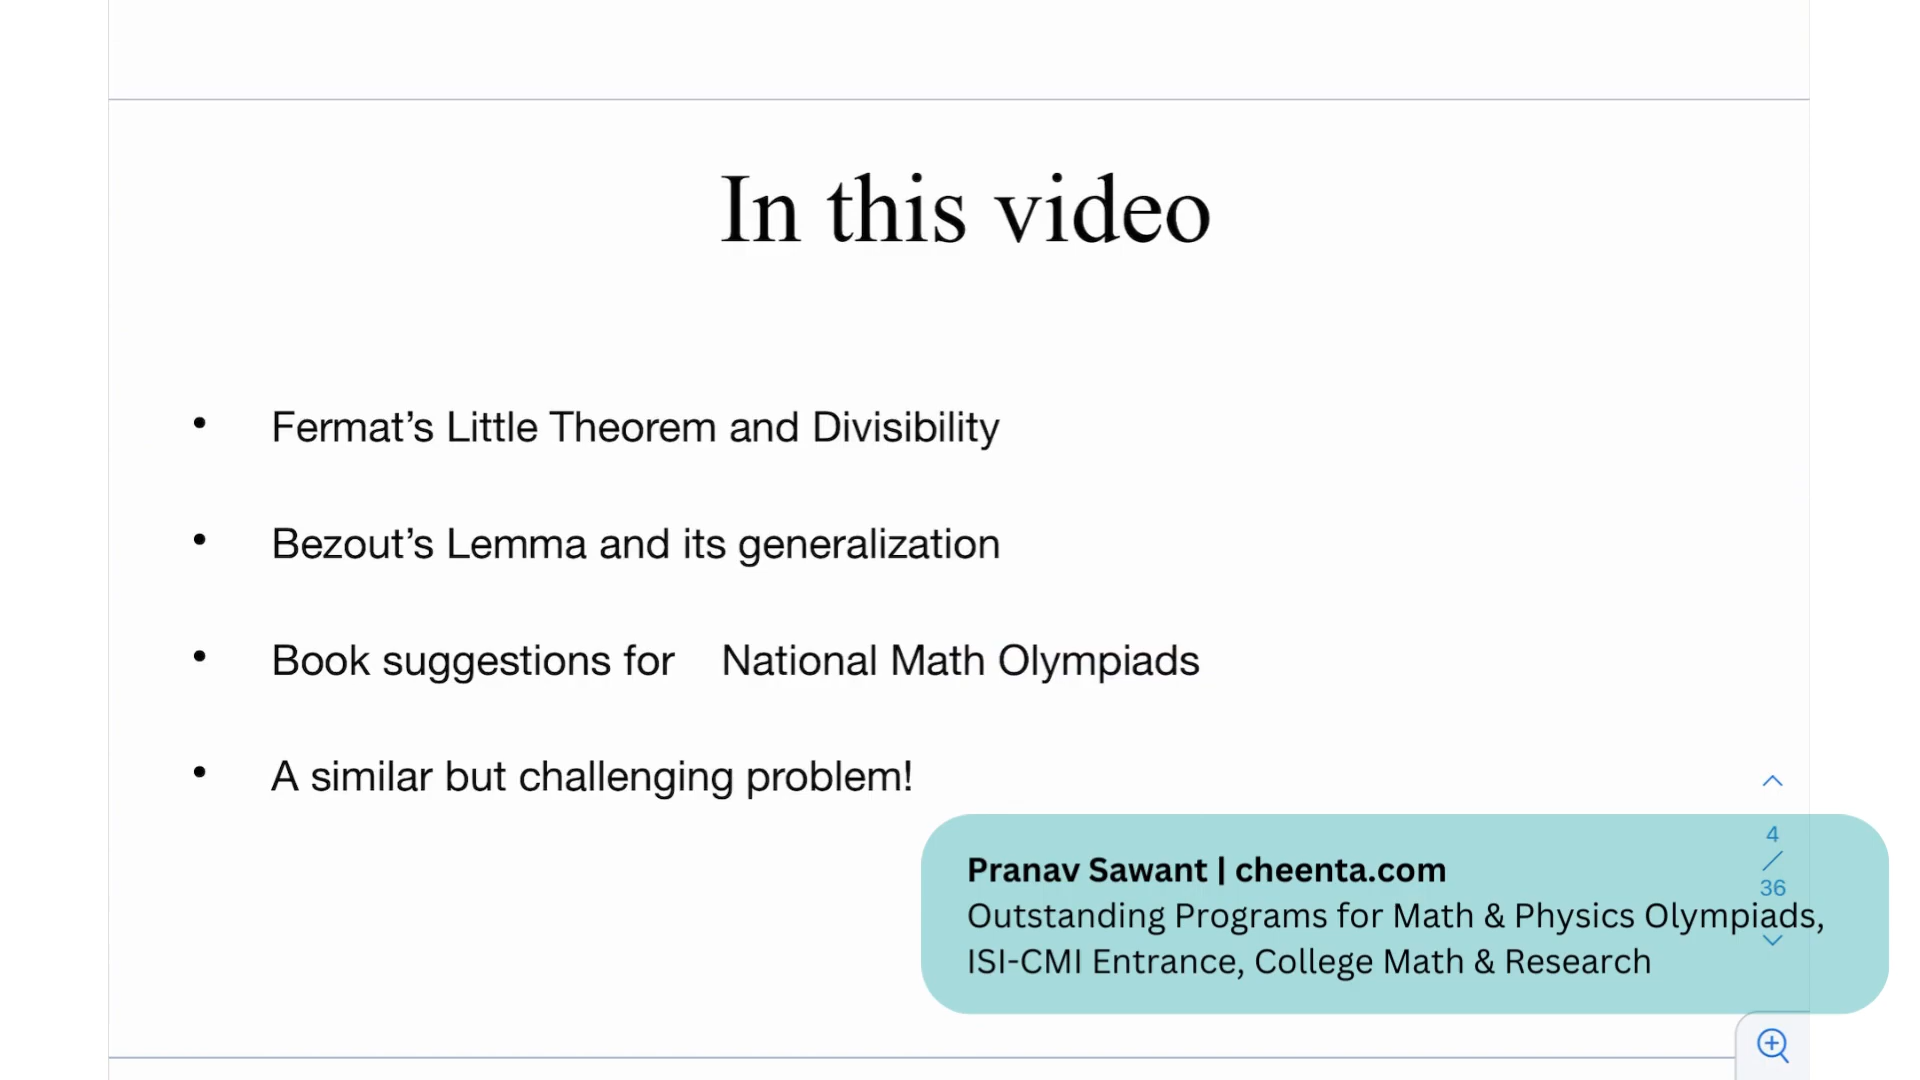 In this video
• Fermat’s Little Theorem and Divisibility
• Bezout’s Lemma and its generalization
• Book suggestions for National Math Olympiads
• A similar but challenging problem!
4
/
36
Pranav Sawant | cheenta.com
Outstanding Programs for Math & Physics Olympiads,
ISI-CMI Entrance, College Math & Research